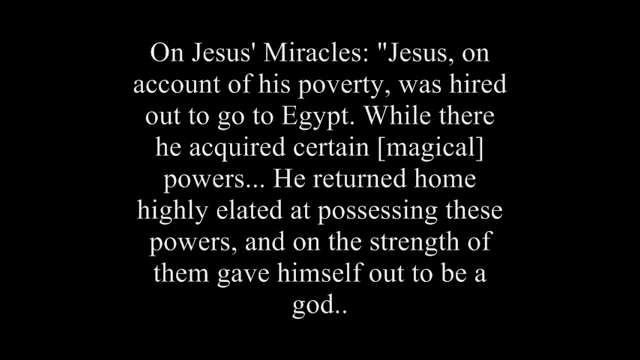 On Jesus' Miracles: "Jesus, on
account of his poverty, was hired
out to go to Egypt. While there
he acquired certain [magical]
powers... He returned home
highly elated at possessing these
powers, and on the strength of
them gave himself out to be a
god..